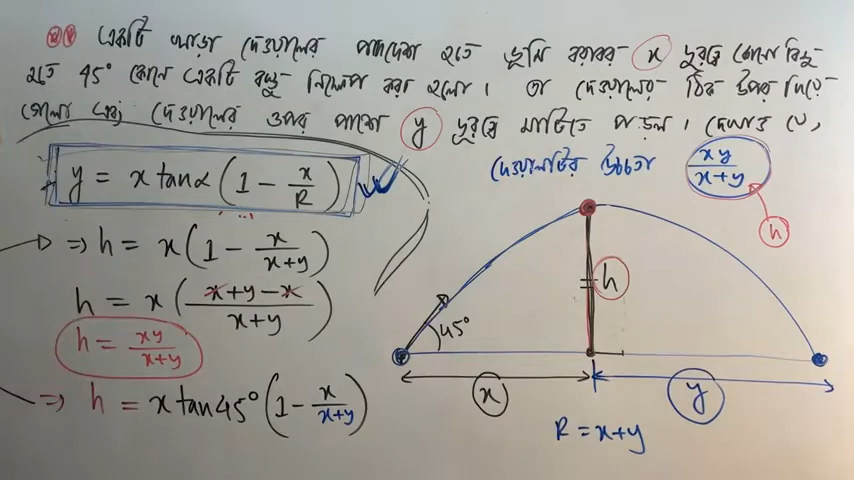 একটি খাড়া দেওয়ালের পাদদেশ হতে ভূমি বরাবর x দূরত্বে কোনো বিন্দু
হতে 45° কোনে একটি বস্তু নিক্ষেপ করা হলো। তা দেওয়ালের ঠিক উপর দিয়ে
গেলো এবং দেওয়ালের ওপর পাশে y দূরত্বে মাটিতে পড়ল। দেখাও যে,
দেওয়ালটির উচ্চতা xy/(x+y)
y = x tanα (1 - x/R)
h
⇒ h = x(1 - x/(x+y))
h = x((x+y-x)/(x+y))
h = xy/(x+y)
⇒ h = x tan45° (1 - x/(x+y))
h
45°
x
y
R = x+y